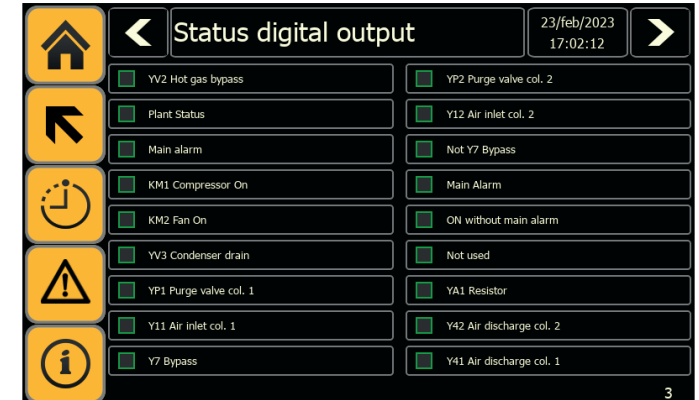 Status digital output
23/feb/2023
17:02:12
YV2 Hot gas bypass
Plant Status
Main alarm
KM1 Compressor On
KM2 Fan On
YV3 Condenser drain
YP1 Purge valve col. 1
Y11 Air inlet col. 1
Y7 Bypass
YP2 Purge valve col. 2
Y12 Air inlet col. 2
Not Y7 Bypass
Main Alarm
ON without main alarm
Not used
YA1 Resistor
Y42 Air discharge col. 2
Y41 Air discharge col. 1
3